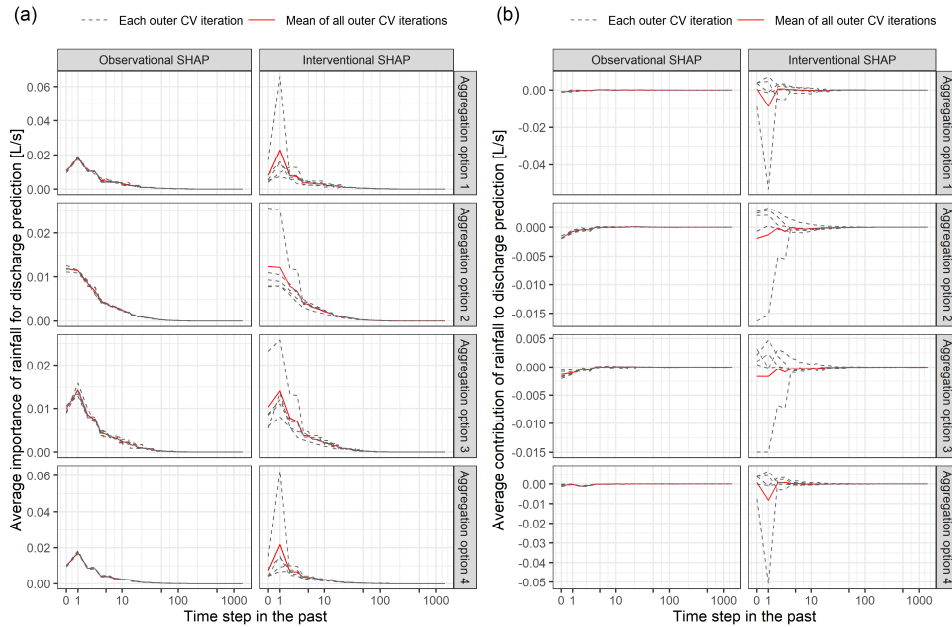 (a)
Each outer CV iteration
Mean of all outer CV iterations
Observational SHAP
Interventional SHAP
Average importance of rainfall for discharge prediction [L/s]
0.06
0.04
0.02
0.00
Aggregation option 1
0.02
0.01
0.00
Aggregation option 2
0.02
0.01
0.00
Aggregation option 3
0.06
0.04
0.02
0.00
Aggregation option 4
0 1 10 100 1000
0 1 10 100 1000
Time step in the past
(b)
Each outer CV iteration
Mean of all outer CV iterations
Observational SHAP
Interventional SHAP
Average contribution of rainfall to discharge prediction [L/s]
0.00
-0.02
-0.04
Aggregation option 1
0.000
-0.005
-0.010
-0.015
Aggregation option 2
0.005
0.000
-0.005
-0.010
-0.015
Aggregation option 3
0.00
-0.01
-0.02
-0.03
-0.04
-0.05
Aggregation option 4
0 1 10 100 1000
0 1 10 100 1000
Time step in the past